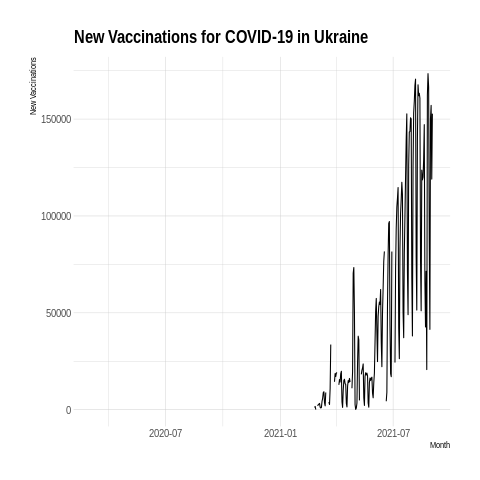 New Vaccinations for COVID-19 in Ukraine
New Vaccinations
150000
100000
50000
0
2020-07
2021-01
2021-07
Month